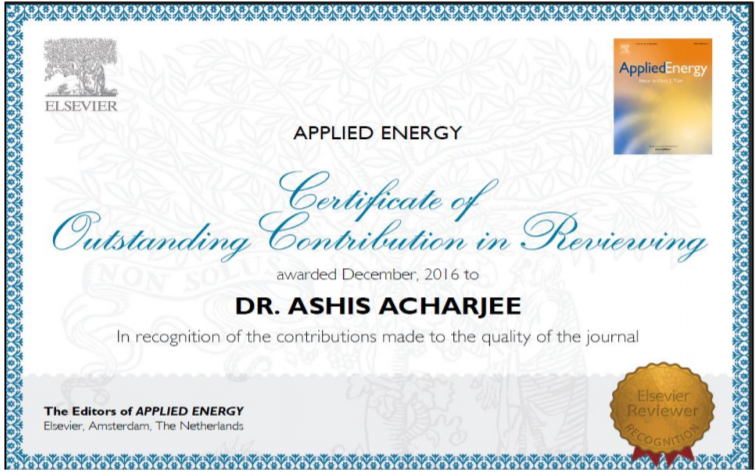 ELSEVIER
AppliedEnergy
APPLIED ENERGY
Certificate of
Outstanding Contribution in Reviewing
awarded December, 2016 to
DR. ASHIS ACHARJEE
In recognition of the contributions made to the quality of the journal
NON SOLUS
The Editors of APPLIED ENERGY
Elsevier, Amsterdam, The Netherlands
Elsevier
Reviewer
RECOGNITION